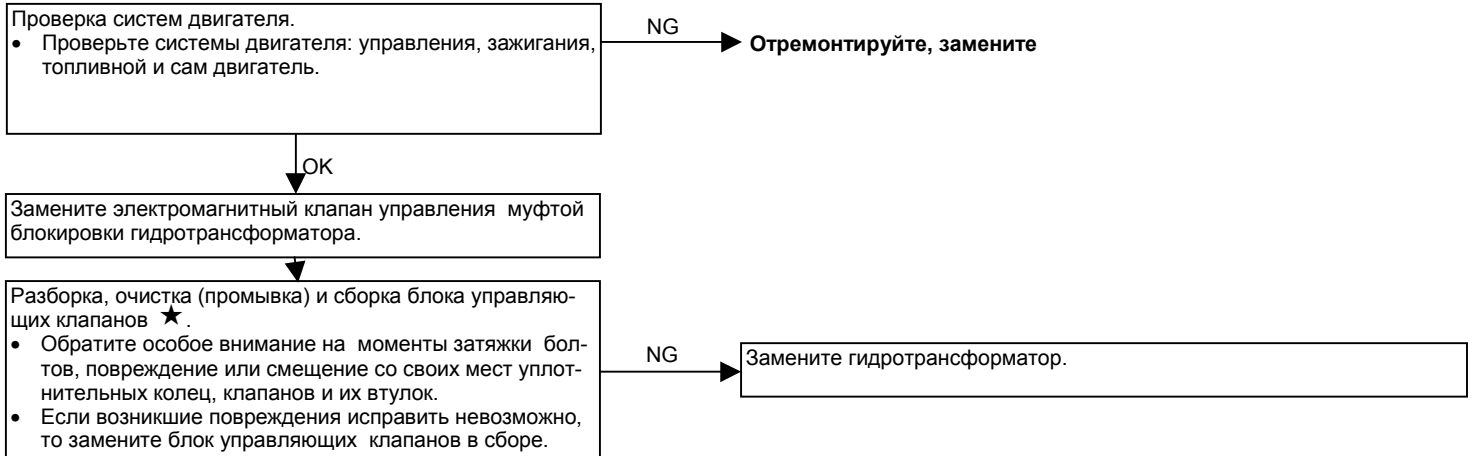 Проверка систем двигателя.
• Проверьте системы двигателя: управления, зажигания,
топливной и сам двигатель.
NG
Отремонтируйте, замените
OK
Замените электромагнитный клапан управления муфтой
блокировки гидротрансформатора.
Разборка, очистка (промывка) и сборка блока управляю-
щих клапанов ★ .
• Обратите особое внимание на моменты затяжки бол-
тов, повреждение или смещение со своих мест уплот-
нительных колец, клапанов и их втулок.
• Если возникшие повреждения исправить невозможно,
то замените блок управляющих клапанов в сборе.
NG
Замените гидротрансформатор.